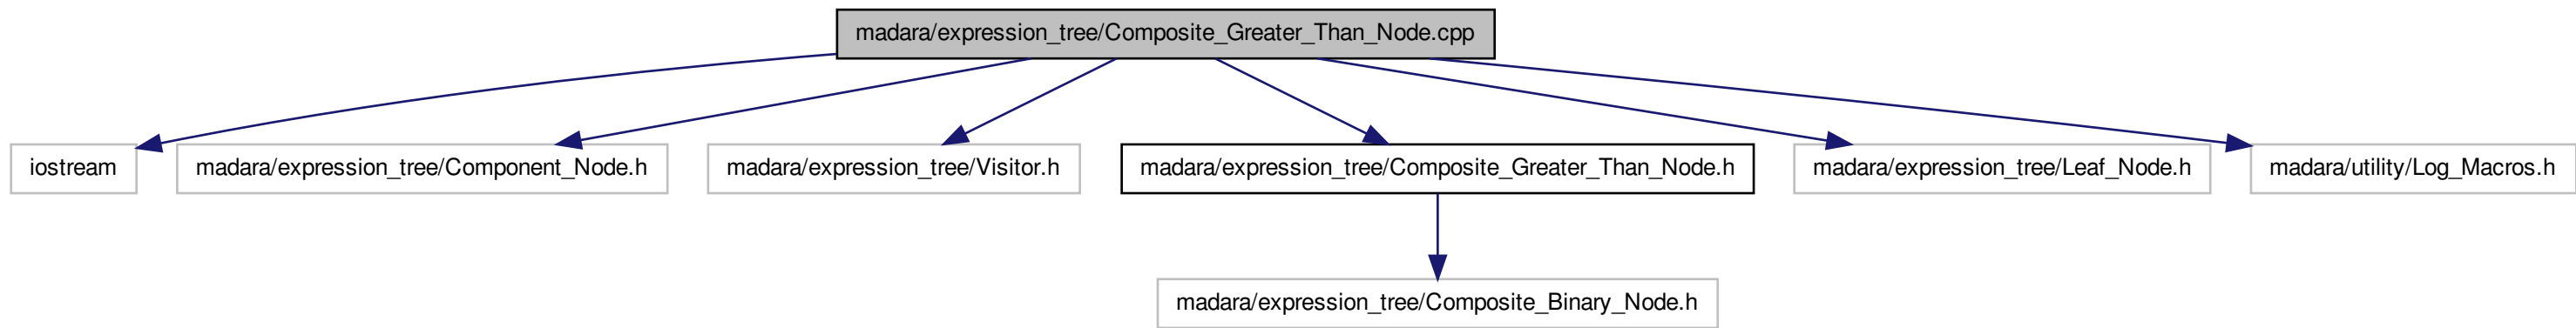 madara/expression_tree/Composite_Greater_Than_Node.cpp
iostream
madara/expression_tree/Component_Node.h
madara/expression_tree/Visitor.h
madara/expression_tree/Composite_Greater_Than_Node.h
madara/expression_tree/Leaf_Node.h
madara/utility/Log_Macros.h
madara/expression_tree/Composite_Binary_Node.h